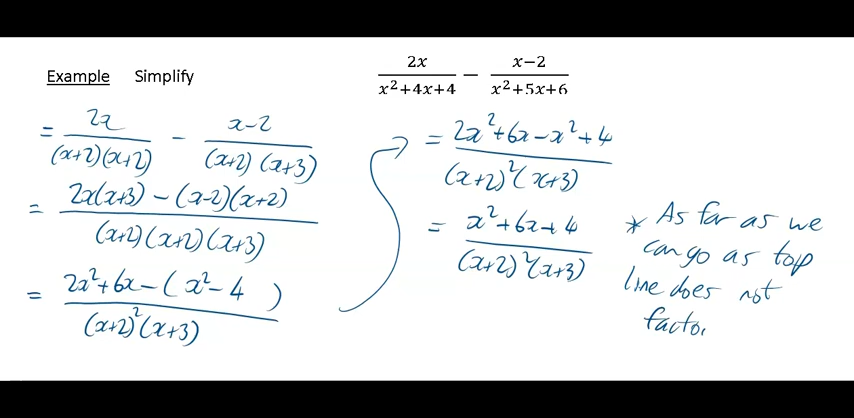 Example Simplify 2x/(x²+4x+4) − (x−2)/(x²+5x+6)
= 2x/((x+2)(x+2)) − (x-2)/((x+2)(x+3))
= (2x(x+3) − (x-2)(x+2))/((x+2)(x+2)(x+3))
= (2x²+6x − (x²−4))/((x+2)²(x+3))
= (2x²+6x−x²+4)/((x+2)²(x+3))
= (x²+6x+4)/((x+2)²(x+3))
* As far as we
can go as top
line does not
factor